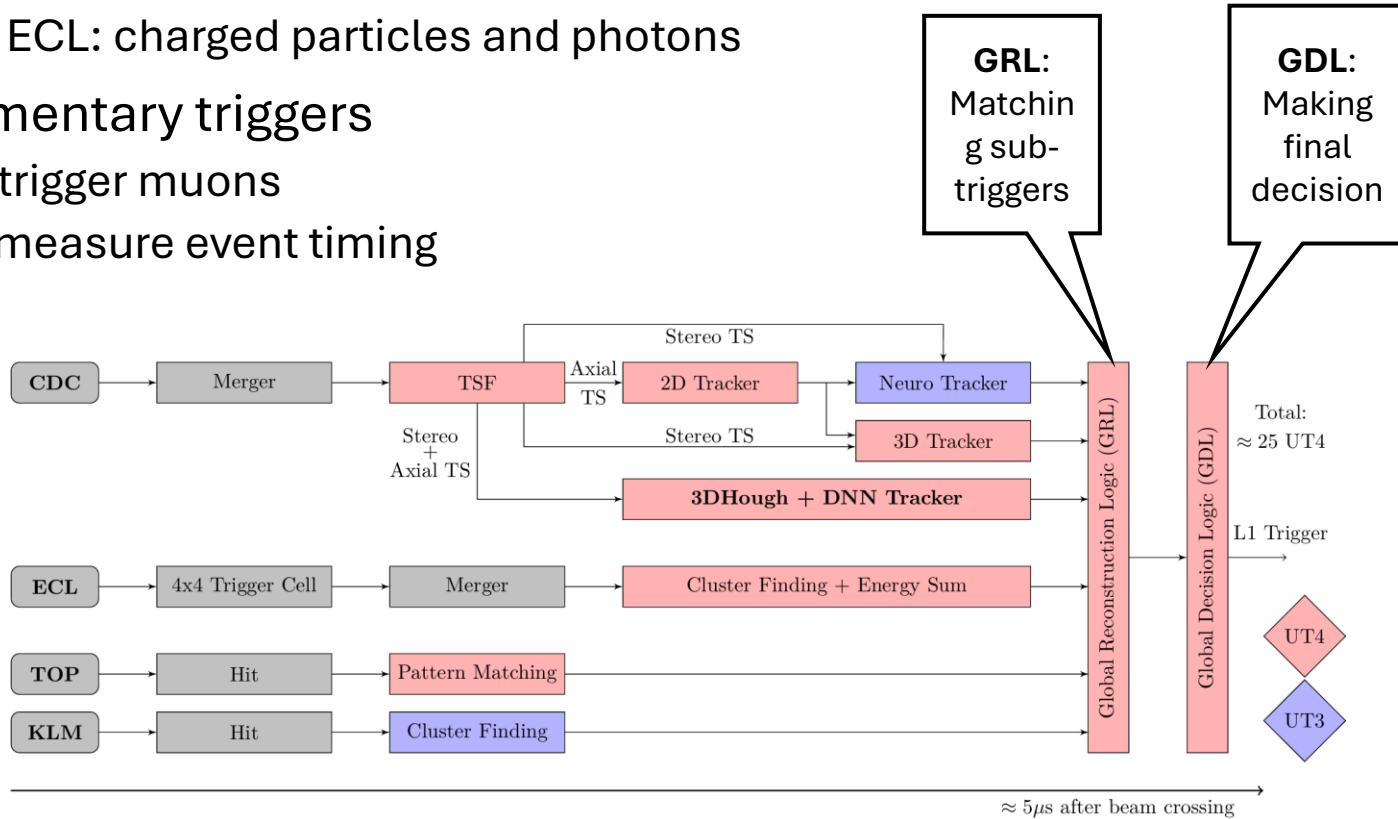 ECL: charged particles and photons
mentary triggers
trigger muons
measure event timing
GRL:
Matchin
g sub-
triggers
GDL:
Making
final
decision
Stereo TS
CDC
Merger
TSF
Axial
TS
2D Tracker
Neuro Tracker
Stereo
+
Axial TS
Stereo TS
3D Tracker
3DHough + DNN Tracker
ECL
4x4 Trigger Cell
Merger
Cluster Finding + Energy Sum
TOP
Hit
Pattern Matching
KLM
Hit
Cluster Finding
Global Reconstruction Logic (GRL)
Global Decision Logic (GDL)
Total:
≈ 25 UT4
L1 Trigger
UT4
UT3
≈ 5μs after beam crossing